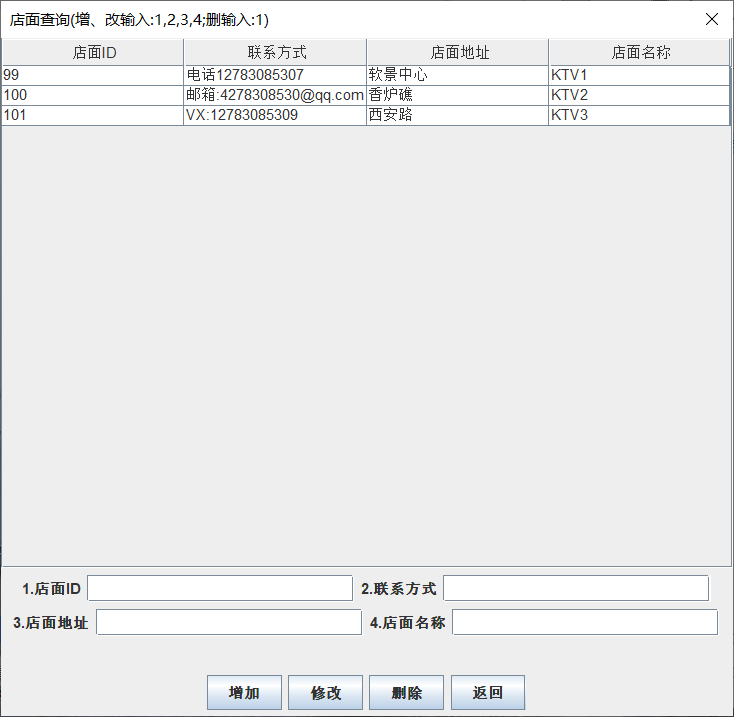 店面查询(增、改输入:1,2,3,4;删输入:1)
店面ID 联系方式 店面地址 店面名称
99 电话12783085307 软景中心 KTV1
100 邮箱:4278308530@qq.com 香炉礁 KTV2
101 VX:12783085309 西安路 KTV3
1.店面ID 2.联系方式
3.店面地址 4.店面名称
增加 修改 删除 返回